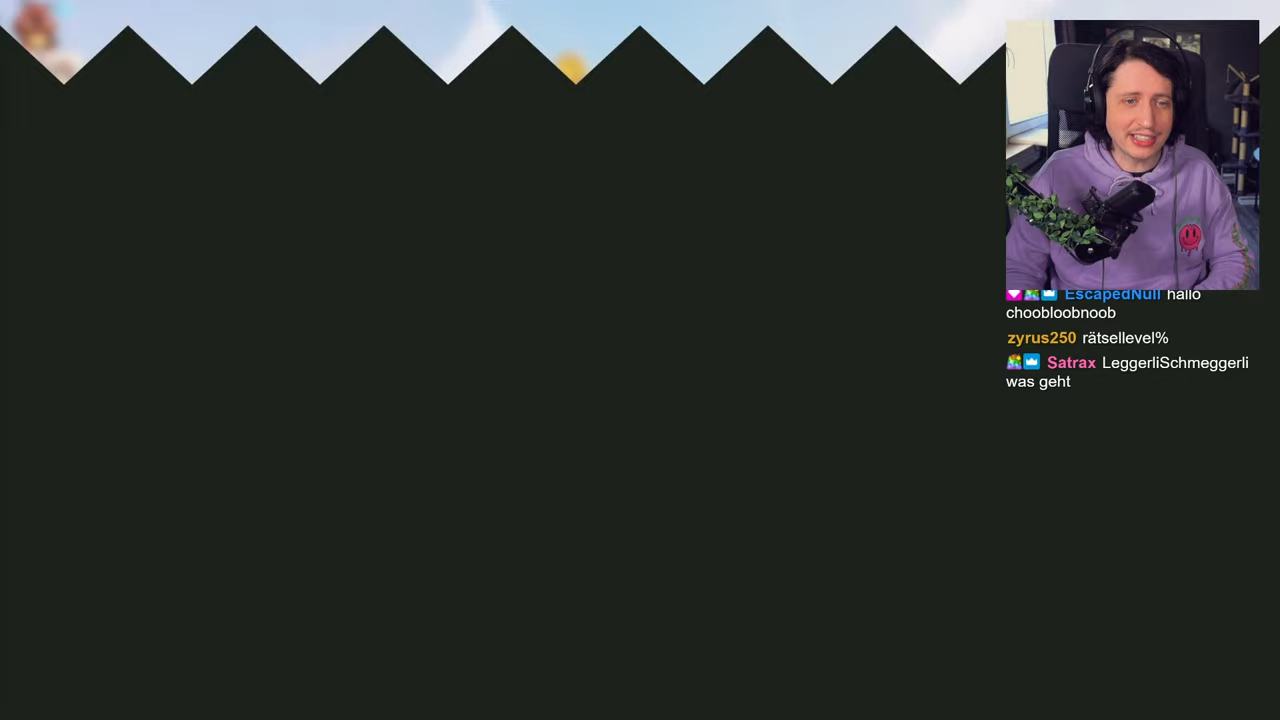 EscapedNull hallo
choobloobnoob
zyrus250 rätsellevel%
Satrax LeggerliSchmeggerli
was geht